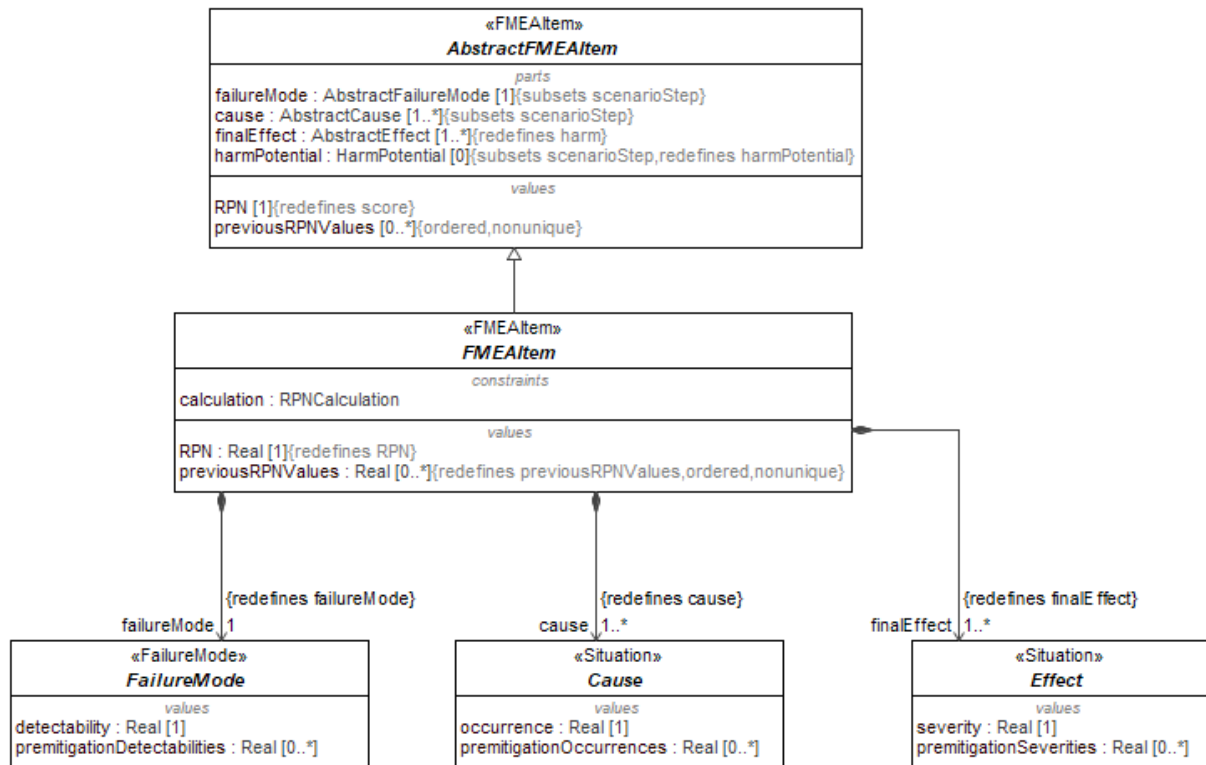 «FMEAItem»
AbstractFMEAItem
parts
failureMode : AbstractFailureMode [1]{subsets scenarioStep}
cause : AbstractCause [1..*]{subsets scenarioStep}
finalEffect : AbstractEffect [1..*]{redefines harm}
harmPotential : HarmPotential [0]{subsets scenarioStep,redefines harmPotential}
values
RPN [1]{redefines score}
previousRPNValues [0..*]{ordered,nonunique}
«FMEAItem»
FMEAItem
constraints
calculation : RPNCalculation
values
RPN : Real [1]{redefines RPN}
previousRPNValues : Real [0..*]{redefines previousRPNValues,ordered,nonunique}
{redefines failureMode}
failureMode 1
{redefines cause}
cause 1..*
{redefines finalEffect}
finalEffect 1..*
«FailureMode»
FailureMode
values
detectability : Real [1]
premitigationDetectabilities : Real [0..*]
«Situation»
Cause
values
occurrence : Real [1]
premitigationOccurrences : Real [0..*]
«Situation»
Effect
values
severity : Real [1]
premitigationSeverities : Real [0..*]